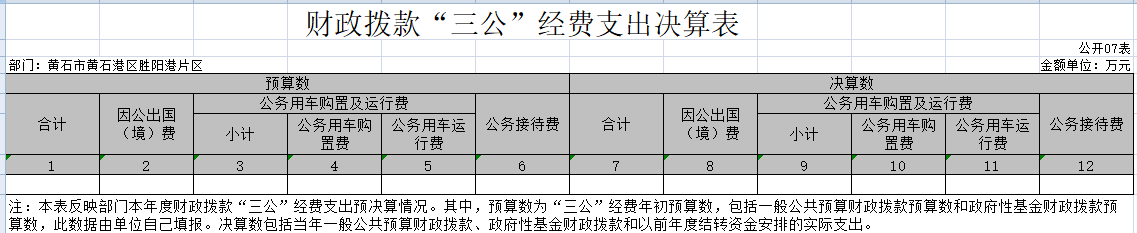 财政拨款“三公”经费支出决算表
公开07表
部门：黄石市黄石港区胜阳港片区 金额单位：万元
预算数 决算数
合计 因公出国（境）费 公务用车购置及运行费 公务接待费 合计 因公出国（境）费 公务用车购置及运行费 公务接待费
小计 公务用车购置费 公务用车运行费 小计 公务用车购置费 公务用车运行费
1 2 3 4 5 6 7 8 9 10 11 12
注：本表反映部门本年度财政拨款“三公”经费支出预决算情况。其中，预算数为“三公”经费年初预算数，包括一般公共预算财政拨款预算数和政府性基金财政拨款预
算数，此数据由单位自己填报。决算数包括当年一般公共预算财政拨款、政府性基金财政拨款和以前年度结转资金安排的实际支出。